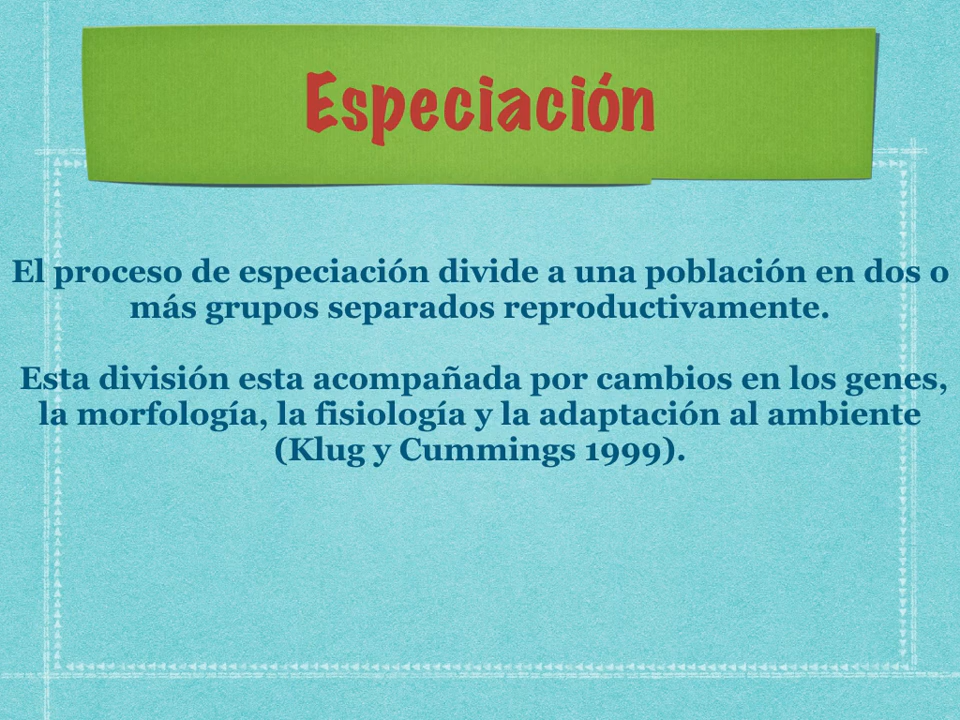 Especiación
El proceso de especiación divide a una población en dos o
más grupos separados reproductivamente.
Esta división esta acompañada por cambios en los genes,
la morfología, la fisiología y la adaptación al ambiente
(Klug y Cummings 1999).